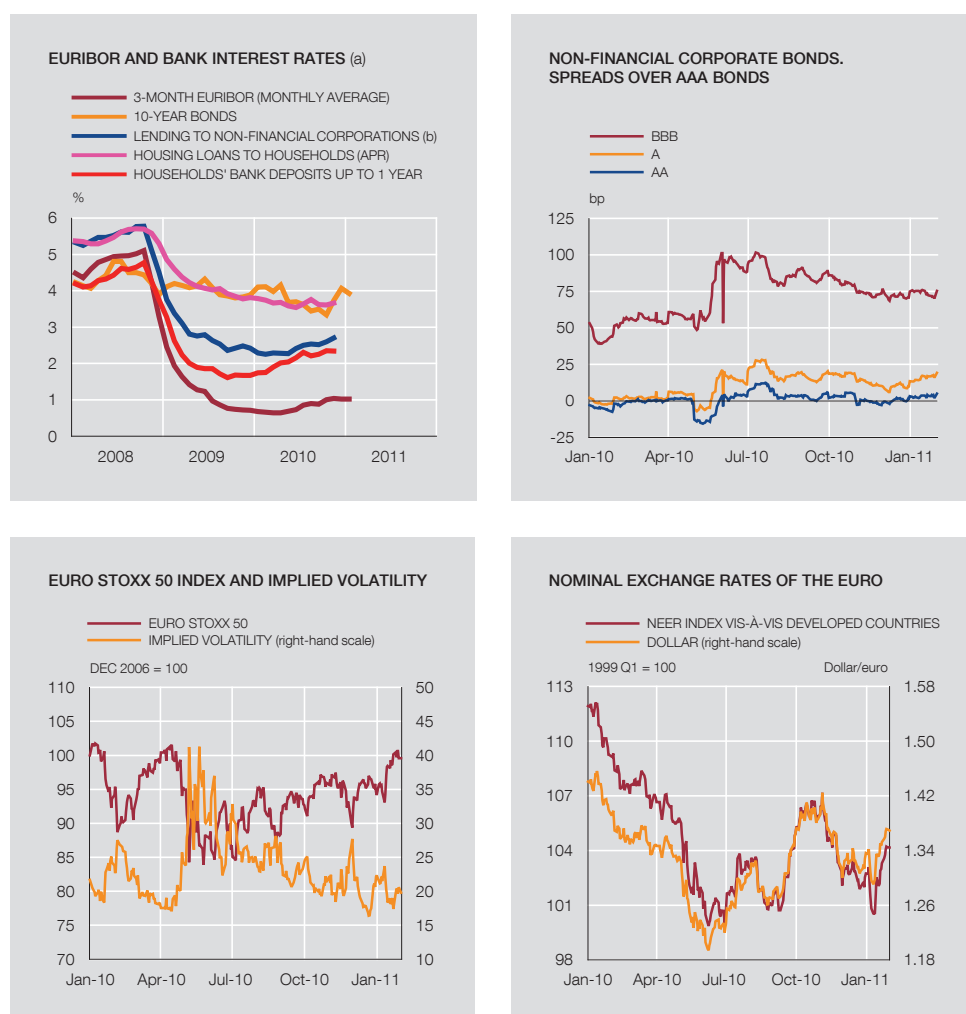 EURIBOR AND BANK INTEREST RATES (a)
3-MONTH EURIBOR (MONTHLY AVERAGE)
10-YEAR BONDS
LENDING TO NON-FINANCIAL CORPORATIONS (b)
HOUSING LOANS TO HOUSEHOLDS (APR)
HOUSEHOLDS' BANK DEPOSITS UP TO 1 YEAR
%
6
5
4
3
2
1
0
2008 2009 2010 2011
NON-FINANCIAL CORPORATE BONDS.
SPREADS OVER AAA BONDS
BBB
A
AA
bp
125
100
75
50
25
0
-25
Jan-10 Apr-10 Jul-10 Oct-10 Jan-11
EURO STOXX 50 INDEX AND IMPLIED VOLATILITY
EURO STOXX 50
IMPLIED VOLATILITY (right-hand scale)
DEC 2006 = 100
110 50
105 45
100 40
95 35
90 30
85 25
80 20
75 15
70 10
Jan-10 Apr-10 Jul-10 Oct-10 Jan-11
NOMINAL EXCHANGE RATES OF THE EURO
NEER INDEX VIS-À-VIS DEVELOPED COUNTRIES
DOLLAR (right-hand scale)
1999 Q1 = 100 Dollar/euro
113 1.58
110 1.50
107 1.42
104 1.34
101 1.26
98 1.18
Jan-10 Apr-10 Jul-10 Oct-10 Jan-11